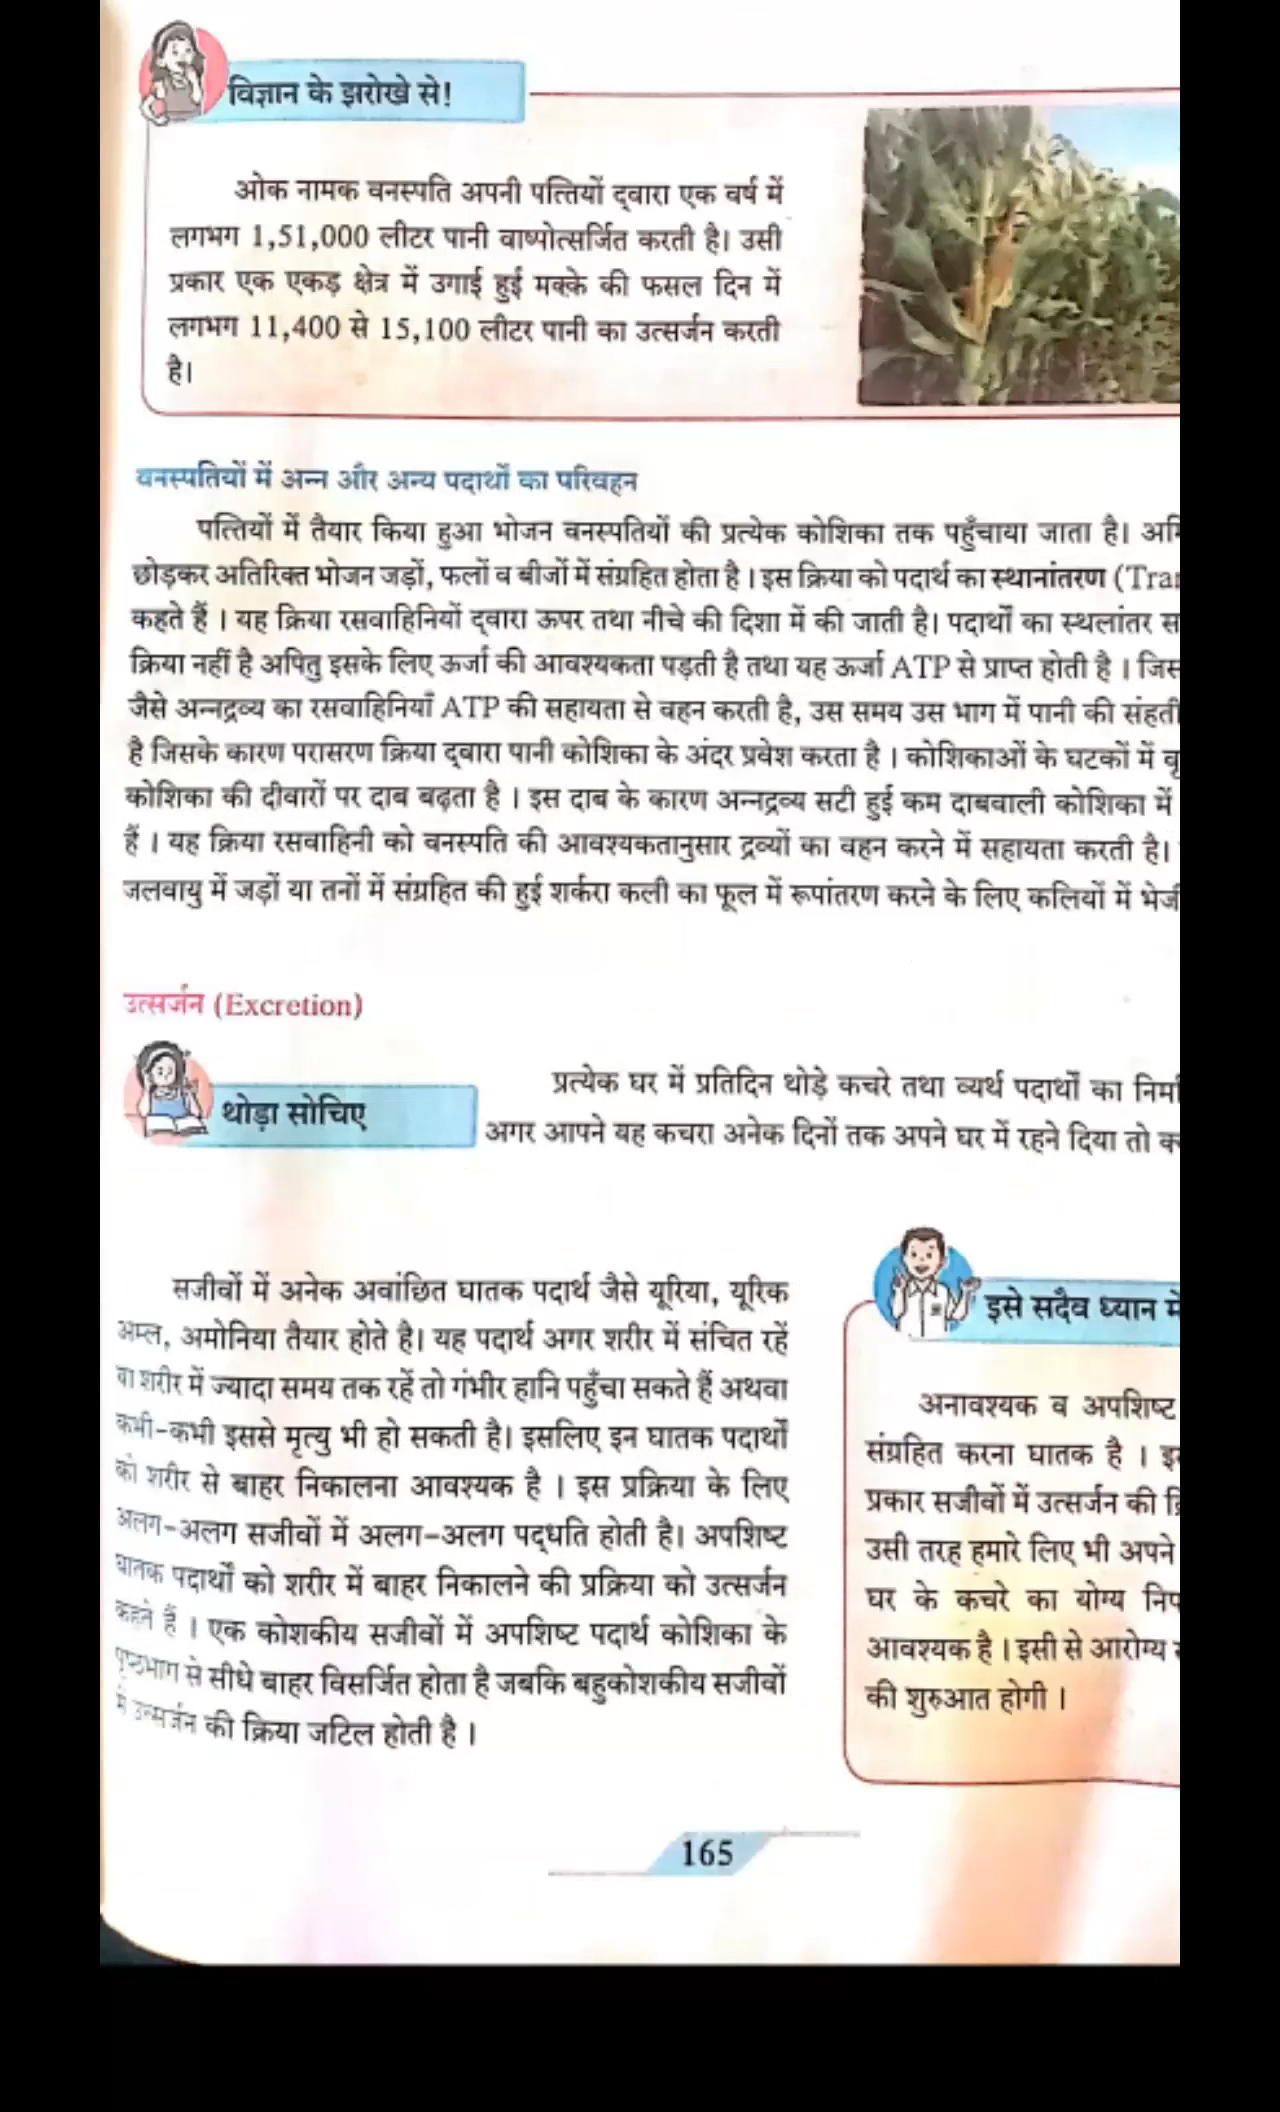 विज्ञान के झरोखे से!
ओक नामक वनस्पति अपनी पत्तियों द्वारा एक वर्ष में
लगभग 1,51,000 लीटर पानी वाष्पोत्सर्जित करती है। उसी
प्रकार एक एकड़ क्षेत्र में उगाई हुई मक्के की फसल दिन में
लगभग 11,400 से 15,100 लीटर पानी का उत्सर्जन करती
है।
वनस्पतियों में अन्न और अन्य पदार्थों का परिवहन
पत्तियों में तैयार किया हुआ भोजन वनस्पतियों की प्रत्येक कोशिका तक पहुँचाया जाता है।
छोड़कर अतिरिक्त भोजन जड़ों, फलों व बीजों में संग्रहित होता है । इस क्रिया को पदार्थ का स्थानांतरण
कहते हैं । यह क्रिया रसवाहिनियों द्वारा ऊपर तथा नीचे की दिशा में की जाती है। पदार्थों का स्थलांतर
क्रिया नहीं है अपितु इसके लिए ऊर्जा की आवश्यकता पड़ती है तथा यह ऊर्जा ATP से प्राप्त होती है ।
जैसे अन्नद्रव्य का रसवाहिनियाँ ATP की सहायता से वहन करती है, उस समय उस भाग में पानी की संहती
है जिसके कारण परासरण क्रिया द्वारा पानी कोशिका के अंदर प्रवेश करता है । कोशिकाओं के घटकों में
कोशिका की दीवारों पर दाब बढ़ता है । इस दाब के कारण अन्नद्रव्य सटी हुई कम दाबवाली कोशिका में
हैं । यह क्रिया रसवाहिनी को वनस्पति की आवश्यकतानुसार द्रव्यों का वहन करने में सहायता करती है।
जलवायु में जड़ों या तनों में संग्रहित की हुई शर्करा कली का फूल में रूपांतरण करने के लिए कलियों में
उत्सर्जन (Excretion)
थोड़ा सोचिए
प्रत्येक घर में प्रतिदिन थोड़े कचरे तथा व्यर्थ पदार्थों का
अगर आपने यह कचरा अनेक दिनों तक अपने घर में रहने दिया तो
सजीवों में अनेक अवांछित घातक पदार्थ जैसे यूरिया, यूरिक
अम्ल, अमोनिया तैयार होते है। यह पदार्थ अगर शरीर में संचित रहें
वा शरीर में ज्यादा समय तक रहें तो गंभीर हानि पहुँचा सकते हैं अथवा
कभी-कभी इससे मृत्यु भी हो सकती है। इसलिए इन घातक पदार्थों
को शरीर से बाहर निकालना आवश्यक है । इस प्रक्रिया के लिए
अलग-अलग सजीवों में अलग-अलग पद्धति होती है। अपशिष्ट
घातक पदार्थों को शरीर में बाहर निकालने की प्रक्रिया को उत्सर्जन
कहते हैं । एक कोशकीय सजीवों में अपशिष्ट पदार्थ कोशिका के
पृष्ठभाग से सीधे बाहर विसर्जित होता है जबकि बहुकोशकीय सजीवों
में उत्सर्जन की क्रिया जटिल होती है ।
इसे सदैव ध्यान में
अनावश्यक व अपशिष्ट
संग्रहित करना घातक है ।
प्रकार सजीवों में उत्सर्जन की
उसी तरह हमारे लिए भी अपने
घर के कचरे का योग्य
आवश्यक है । इसी से आरोग्य
की शुरुआत होगी ।
165